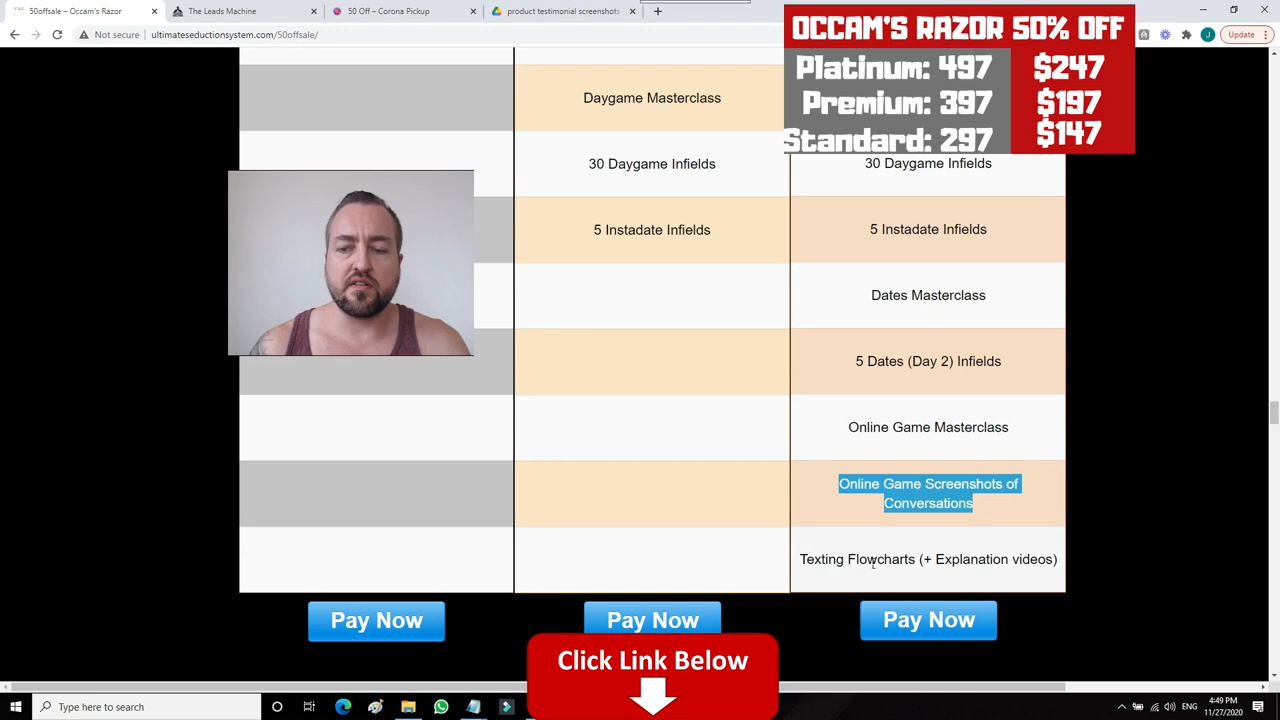 50offsalle - Occam's Razor
The Leads Machine
50 Off – Corona Pickup
product testimonial screenshots
Not secure
ultimateseductionsystem.com/50offsalle/
J
Update
OCCAM'S RAZOR 50% OFF
Platinum: 497 $247
Premium: 397 $197
Standard: 297 $147
Daygame Masterclass
30 Daygame Infields
30 Daygame Infields
5 Instadate Infields
5 Instadate Infields
Dates Masterclass
5 Dates (Day 2) Infields
Online Game Masterclass
Online Game Screenshots of
Conversations
Texting Flowcharts (+ Explanation videos)
Pay Now
Pay Now
Pay Now
Click Link Below
Type here to search
ENG
4:49 PM
11/27/2020